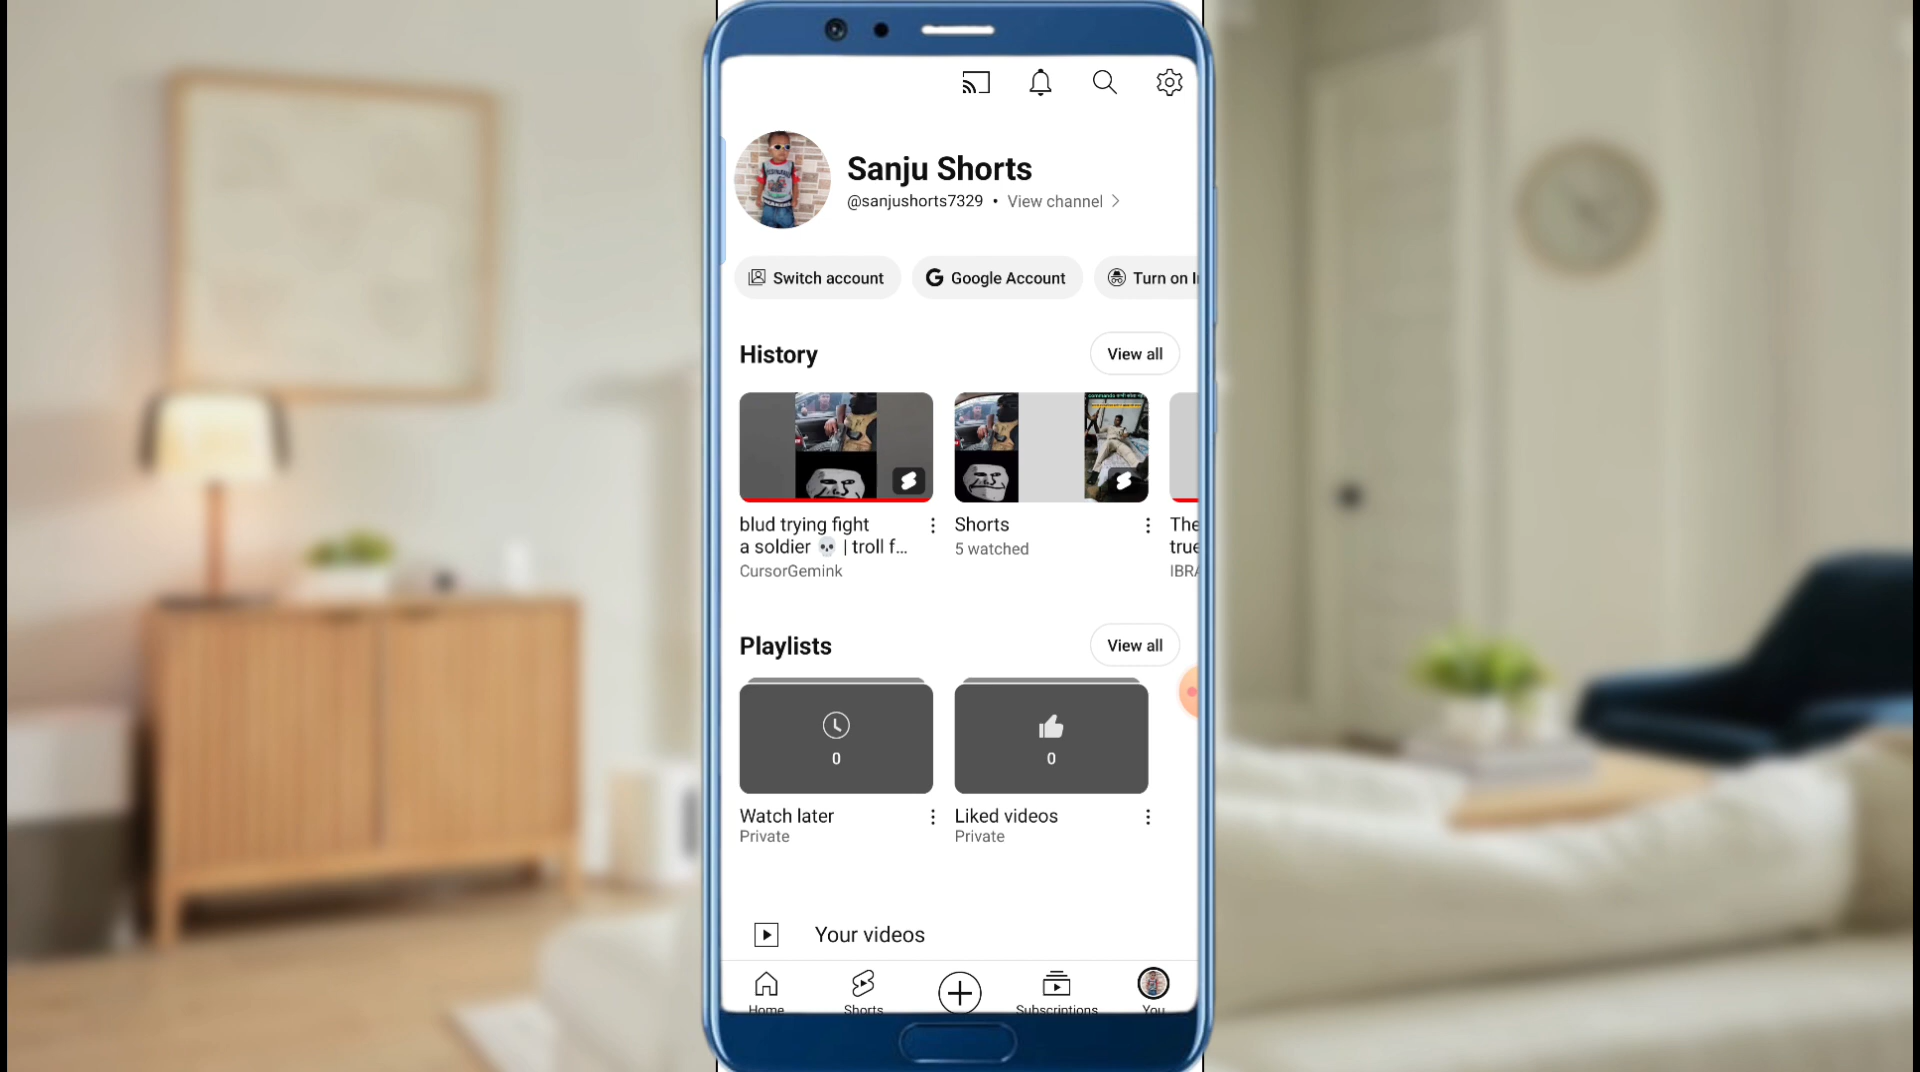 Sanju Shorts
@sanjushorts7329 • View channel
Switch account
Google Account
Turn on
History
View all
blud trying fight
a soldier 💀 | troll f...
CursorGemink
Shorts
5 watched
The
true
IBRA
Playlists
View all
0
0
Watch later
Private
Liked videos
Private
Your videos
Home
Shorts
Subscriptions
You